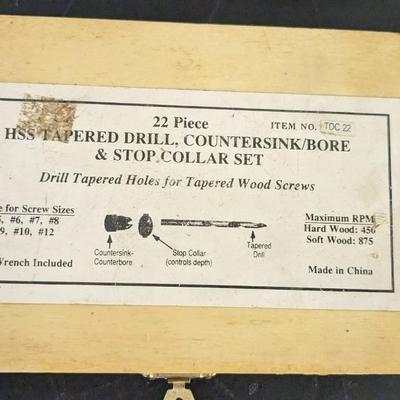 22 Piece
ITEM NO. TDC 22
HSS TAPERED DRILL, COUNTERSINK/BORE
& STOP COLLAR SET
Drill Tapered Holes for Tapered Wood Screws
for Screw Sizes
#6, #7, #8
#10, #12
Wrench Included
Countersink-
Counterbore
Stop Collar
(controls depth)
Tapered
Drill
Maximum RPM
Hard Wood: 450
Soft Wood: 875
Made in China